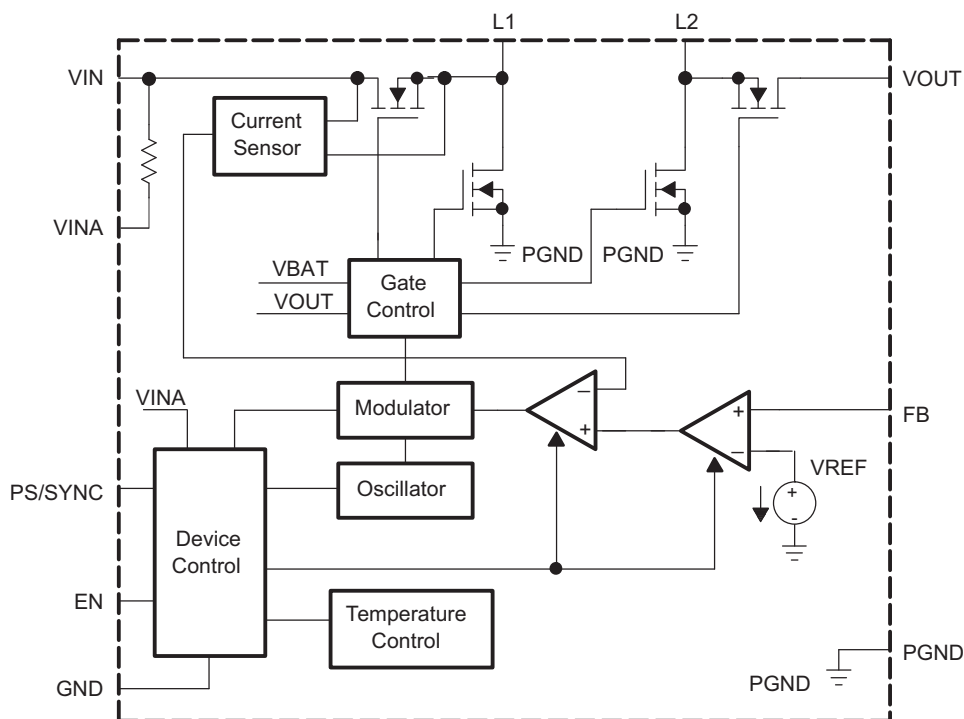 L1
L2
VIN
VOUT
Current
Sensor
VINA
PGND
PGND
VBAT
VOUT
Gate
Control
VINA
Modulator
−
+
+
−
FB
VREF
+
-
PS/SYNC
Oscillator
Device
Control
EN
Temperature
Control
PGND
PGND
GND